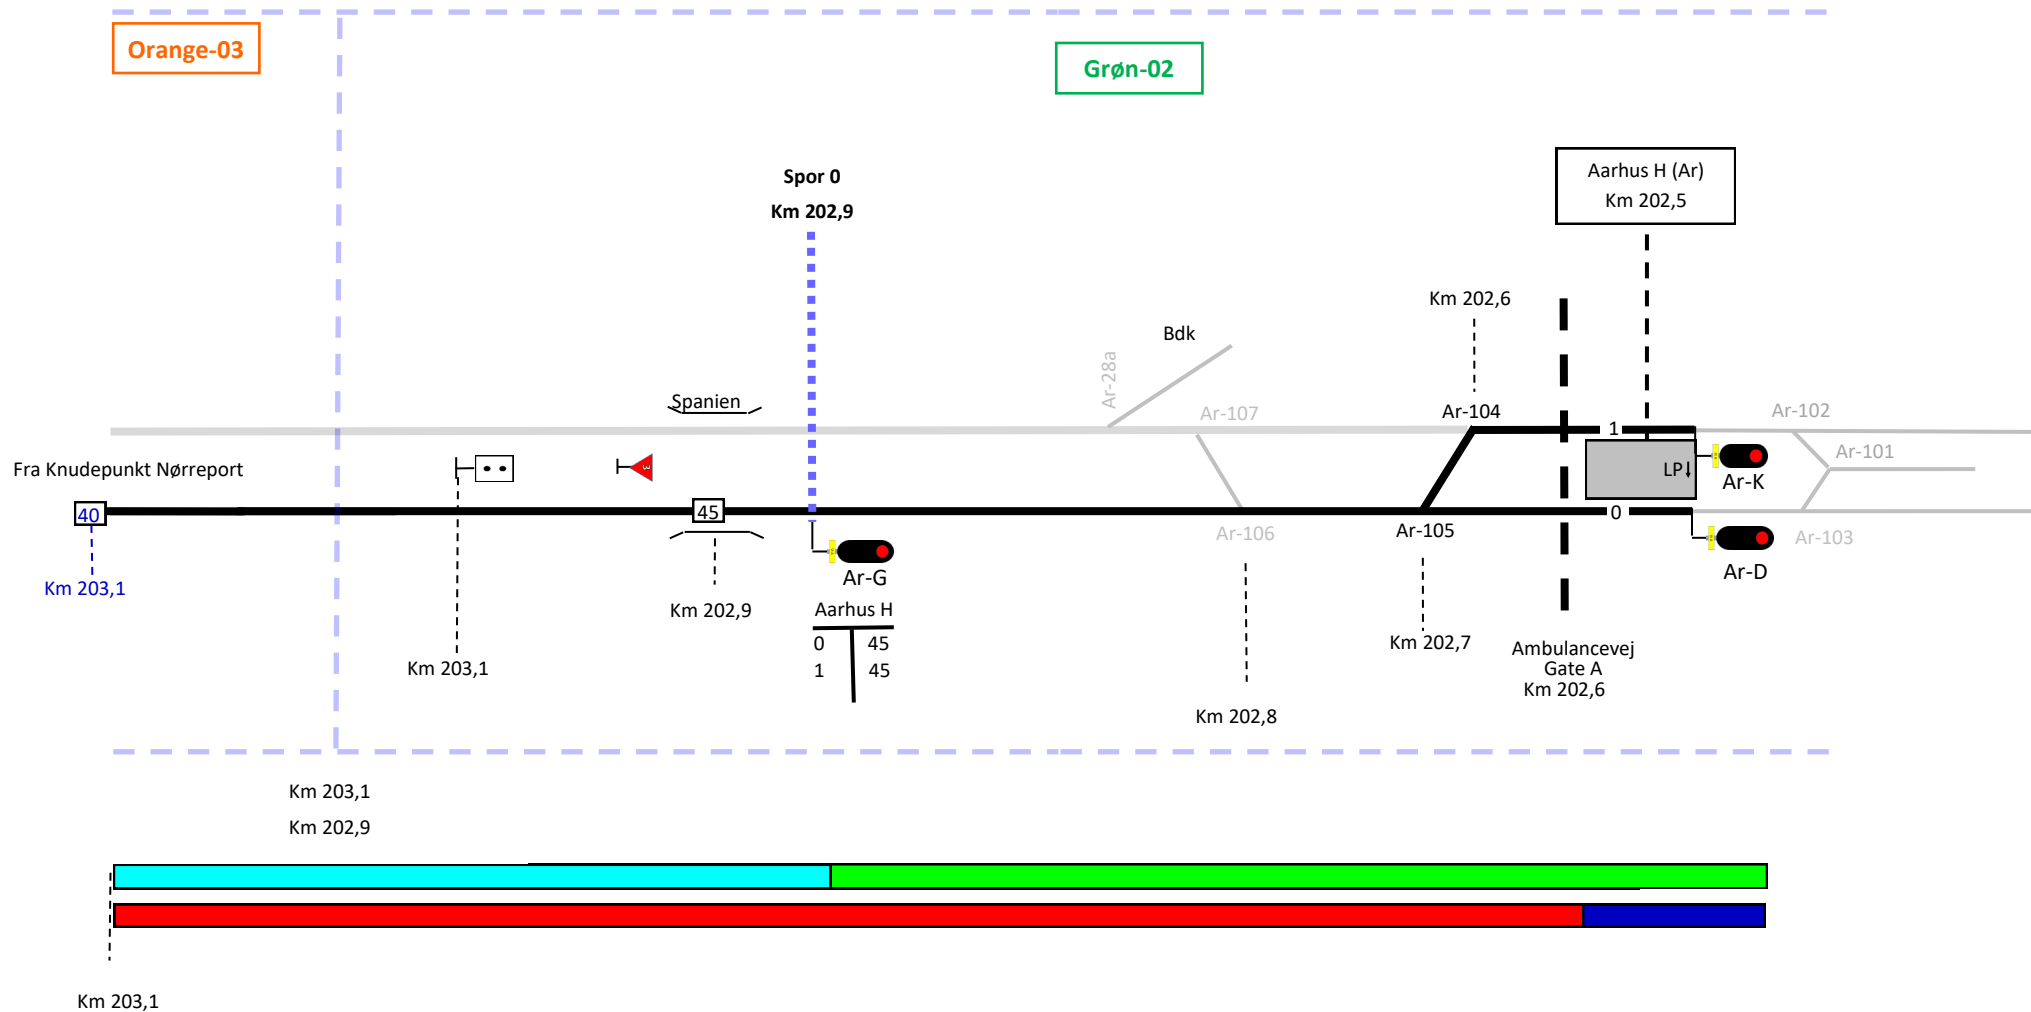 Orange-03
Grøn-02
Spor 0
Km 202,9
Aarhus H (Ar)
Km 202,5
Km 202,6
Bdk
Ar-28a
Spanien
Ar-107
Ar-104
1
Ar-102
Fra Knudepunkt Nørreport
3
LP
Ar-K
Ar-101
40
45
0
Ar-106
Ar-105
Ar-103
Km 203,1
Ar-G
Ar-D
Km 202,9
Aarhus H
0 45
1 45
Km 203,1
Km 202,7
Ambulancevej
Gate A
Km 202,6
Km 202,8
Km 203,1
Km 202,9
Km 203,1